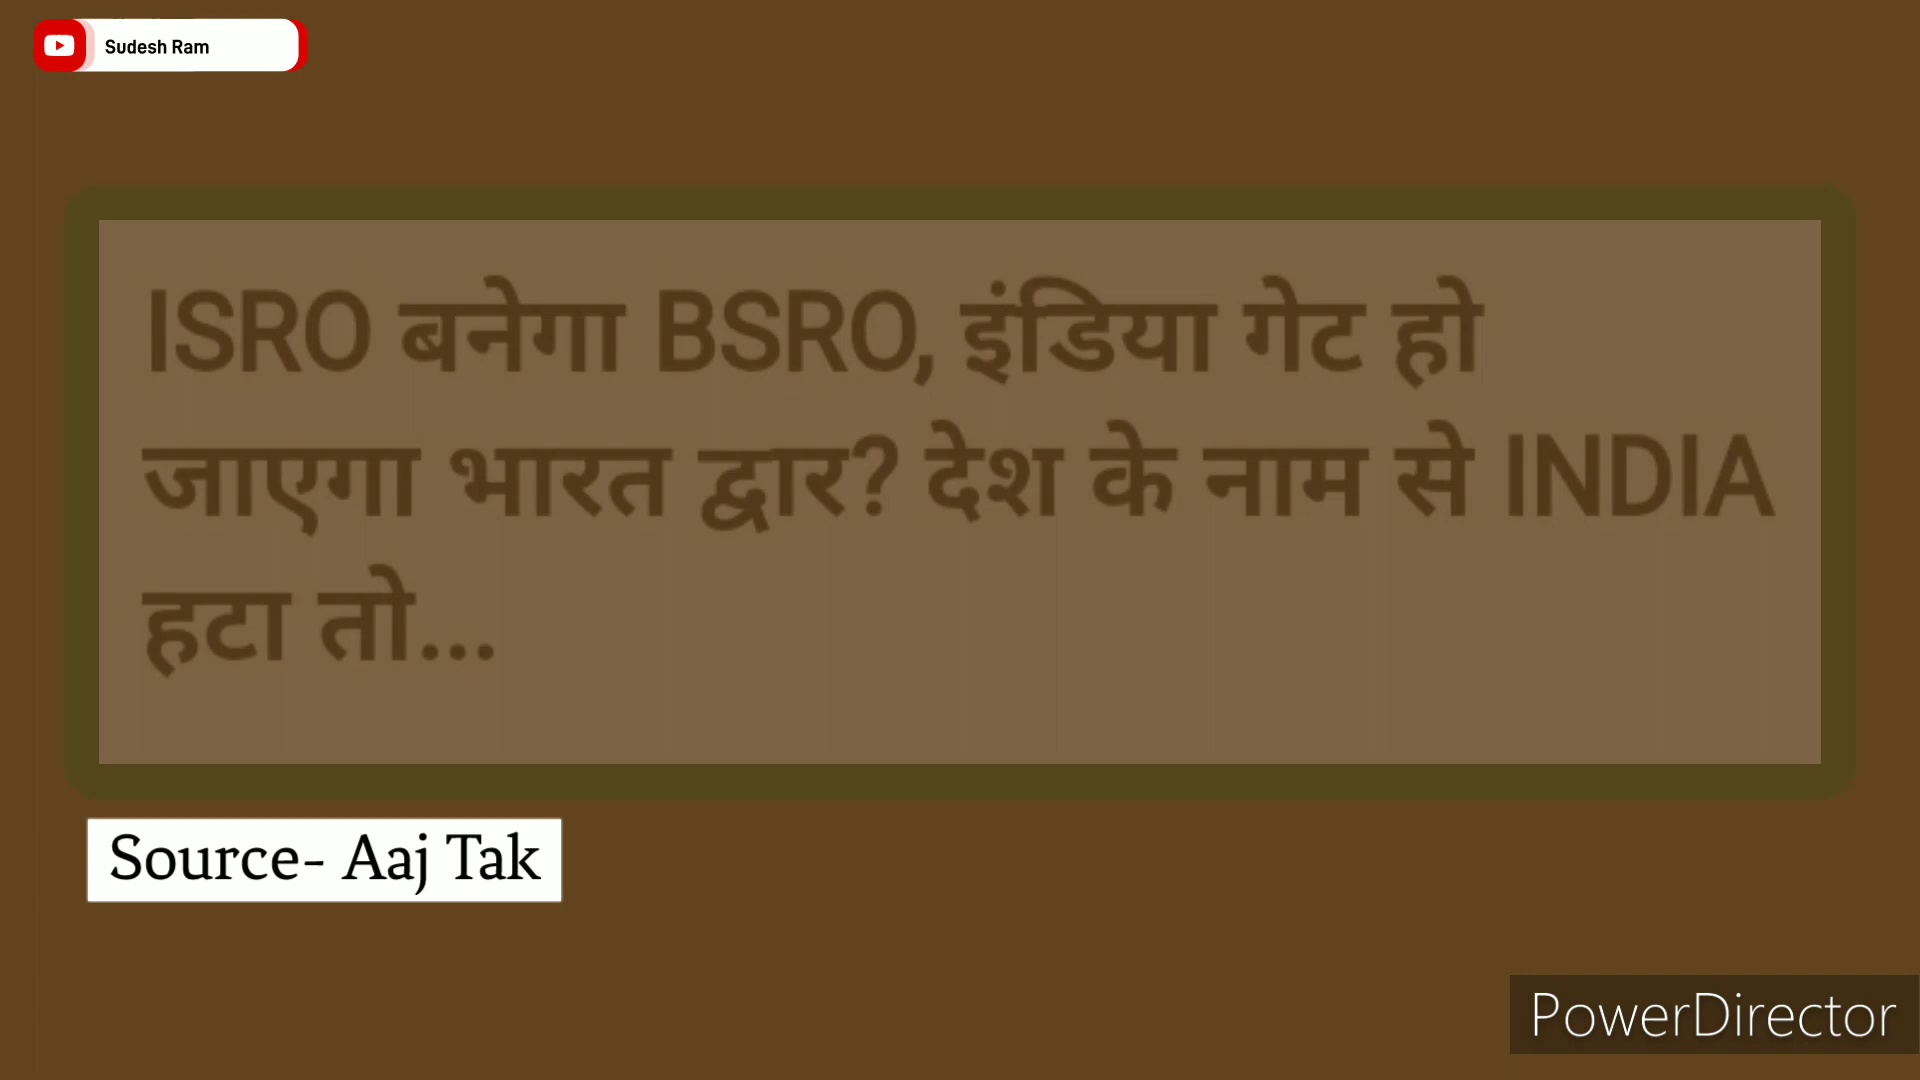 Sudesh Ram
ISRO बनेगा BSRO, इंडिया गेट हो
जाएगा भारत द्वार? देश के नाम से INDIA
हटा तो...
Source- Aaj Tak
PowerDirector